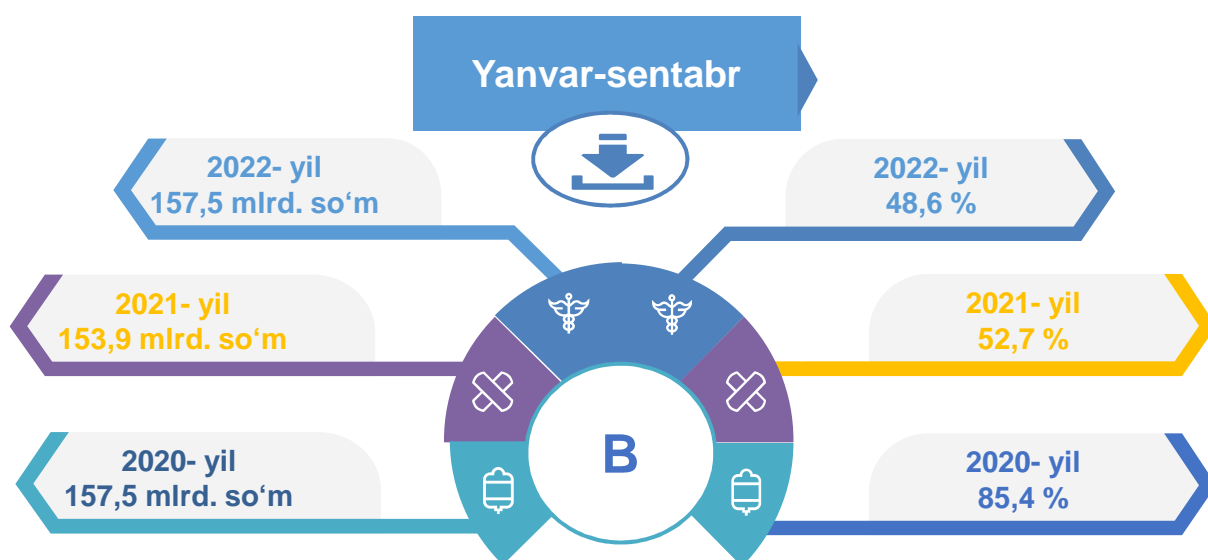 Yanvar-sentabr
2022- yil
157,5 mlrd. so‘m
2022- yil
48,6 %
2021- yil
153,9 mlrd. so‘m
2021- yil
52,7 %
2020- yil
157,5 mlrd. so‘m
2020- yil
85,4 %
B